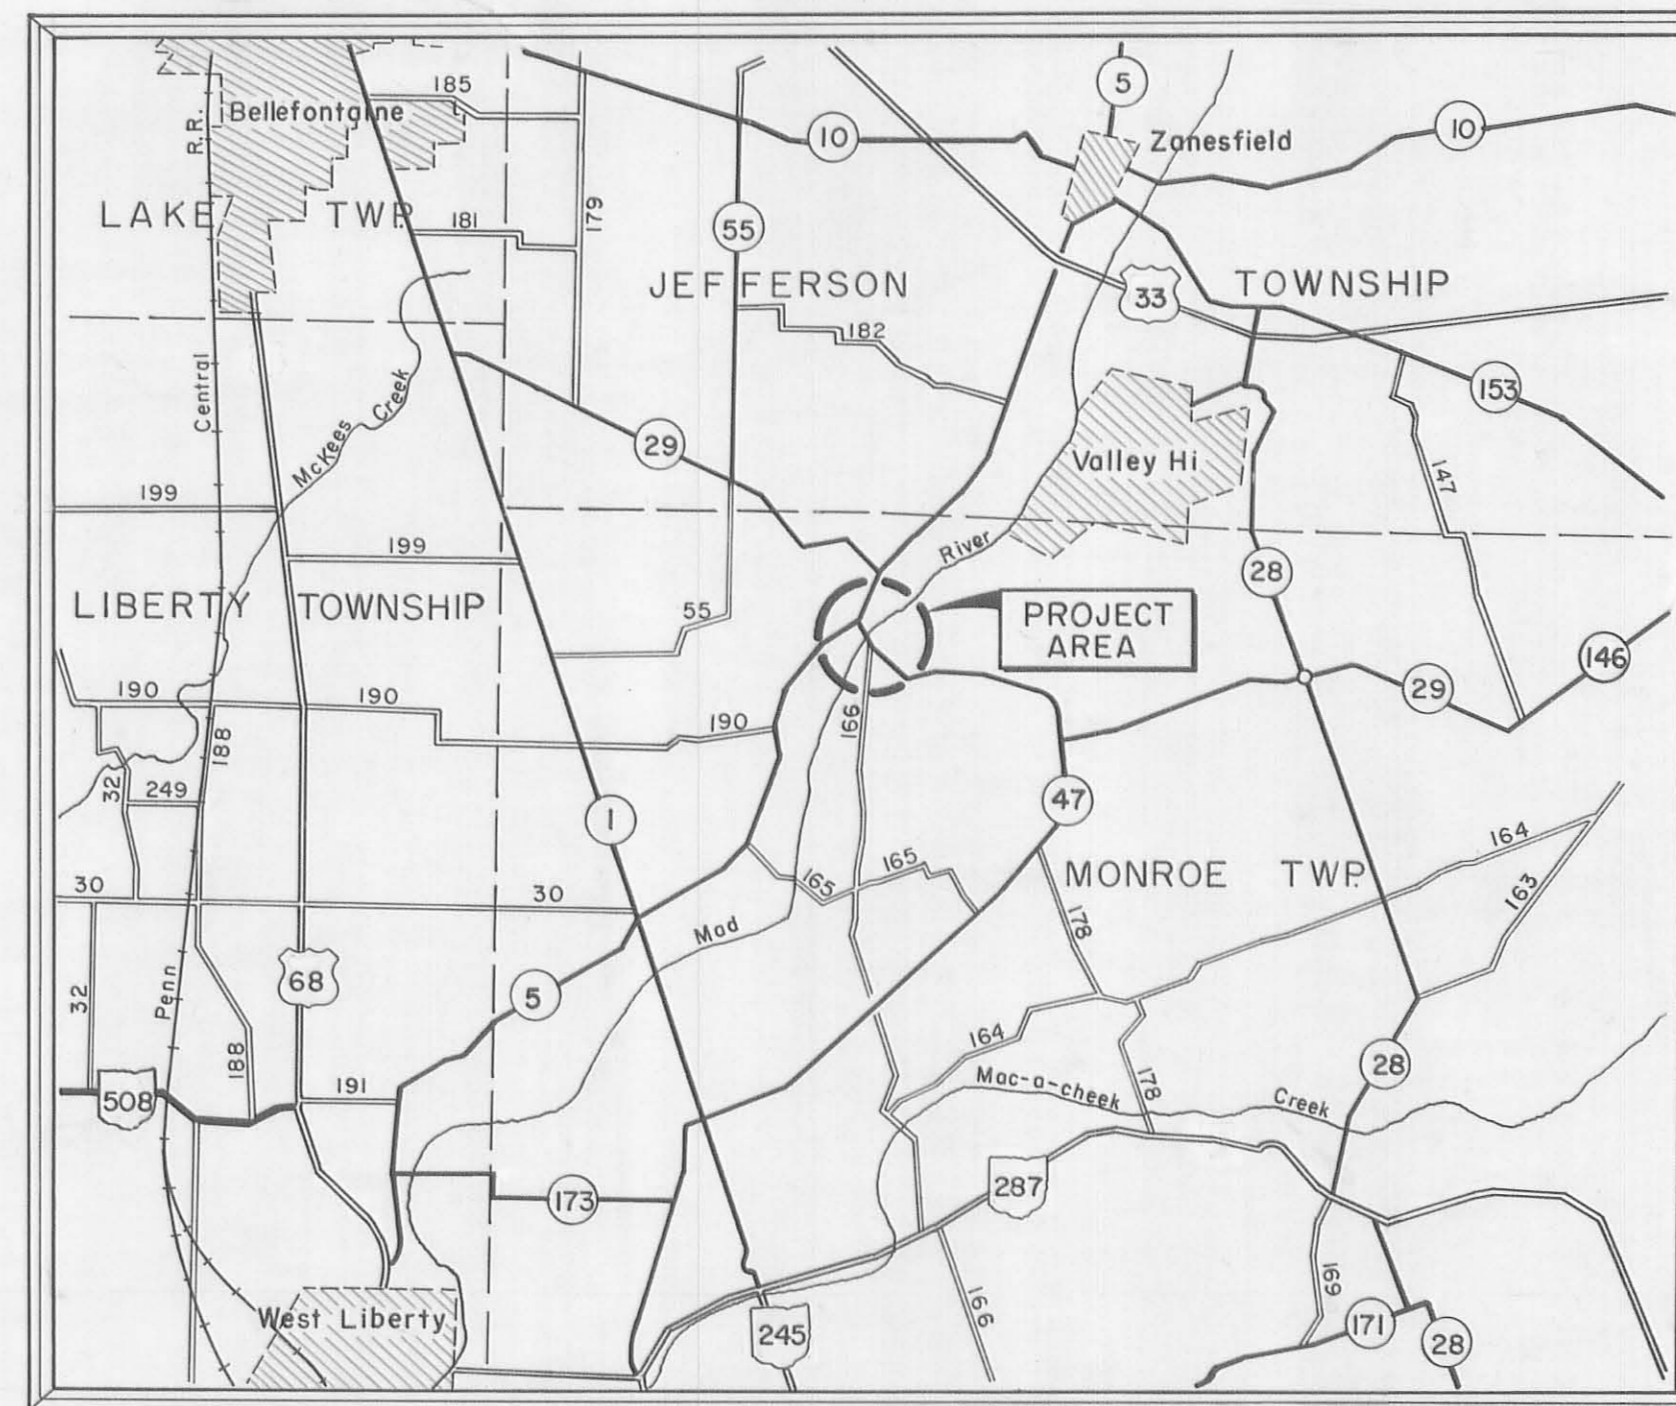 5
185
Bellefontaine
R.R.
10
Zanesfield
10
LAKE TWP.
181
179
55
JEFFERSON TOWNSHIP
33
182
Central
McKees Creek
29
153
Valley Hi
147
199
199
River
28
LIBERTY TOWNSHIP
55
PROJECT
AREA
146
190
190
190
166
29
188
32
249
1
47
164
165
165
MONROE TWP.
163
30
30
178
Mad
Penn
68
5
32
188
164
28
191
508
Mac-a-cheek Creek
178
287
173
169
166
West Liberty
245
171
28